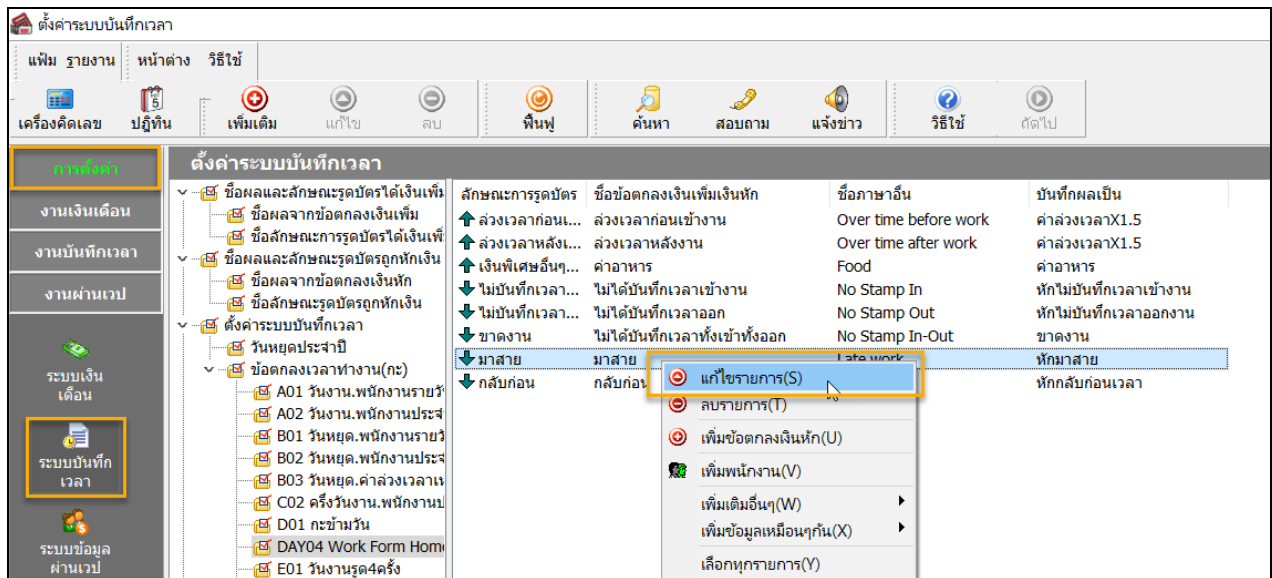 ตั้งค่าระบบบันทึกเวลา
แฟ้ม รายงาน หน้าต่าง วิธีใช้
เครื่องคิดเลข ปฏิทิน เพิ่มเติม แก้ไข ลบ ฟื้นฟู ค้นหา สอบถาม แจ้งข่าว วิธีใช้ ถัดไป
การตั้งค่า
งานเงินเดือน
งานบันทึกเวลา
งานผ่านเวป
ระบบเงิน
เดือน
ระบบบันทึก
เวลา
ระบบข้อมูล
ผ่านเวป
ตั้งค่าระบบบันทึกเวลา
ชื่อผลและลักษณะรูดบัตรได้เงินเพิ่ม
ชื่อผลจากข้อตกลงเงินเพิ่ม
ชื่อลักษณะการรูดบัตรได้เงินเพิ่
ชื่อผลและลักษณะรูดบัตรถูกหักเงิน
ชื่อผลจากข้อตกลงเงินหัก
ชื่อลักษณะรูดบัตรถูกหักเงิน
ตั้งค่าระบบบันทึกเวลา
วันหยุดประจำปี
ข้อตกลงเวลาทำงาน(กะ)
A01 วันงาน.พนักงานรายวั
A02 วันงาน.พนักงานประจำ
B01 วันหยุด.พนักงานรายวั
B02 วันหยุด.พนักงานประจ
B03 วันหยุด.ค่าล่วงเวลาเห
C02 ครึ่งวันงาน.พนักงานป
D01 กะข้ามวัน
DAY04 Work Form Home
E01 วันงานรูด4ครั้ง
ลักษณะการรูดบัตร ชื่อข้อตกลงเงินเพิ่มเงินหัก ชื่อภาษาอื่น บันทึกผลเป็น
ล่วงเวลาก่อนเ... ล่วงเวลาก่อนเข้างาน Over time before work ค่าล่วงเวลาX1.5
ล่วงเวลาหลังเ... ล่วงเวลาหลังงาน Over time after work ค่าล่วงเวลาX1.5
เงินพิเศษอื่นๆ... ค่าอาหาร Food ค่าอาหาร
ไม่บันทึกเวลา... ไม่ได้บันทึกเวลาเข้างาน No Stamp In หักไม่บันทึกเวลาเข้างาน
ไม่บันทึกเวลา... ไม่ได้บันทึกเวลาออก No Stamp Out หักไม่บันทึกเวลาออกงาน
ขาดงาน ไม่ได้บันทึกเวลาทั้งเข้าทั้งออก No Stamp In-Out ขาดงาน
มาสาย มาสาย Late work หักมาสาย
กลับก่อน กลับก่อน หักกลับก่อนเวลา
แก้ไขรายการ(S)
ลบรายการ(T)
เพิ่มข้อตกลงเงินหัก(U)
เพิ่มพนักงาน(V)
เพิ่มเติมอื่นๆ(W)
เพิ่มข้อมูลเหมือนๆกัน(X)
เลือกทุกรายการ(Y)